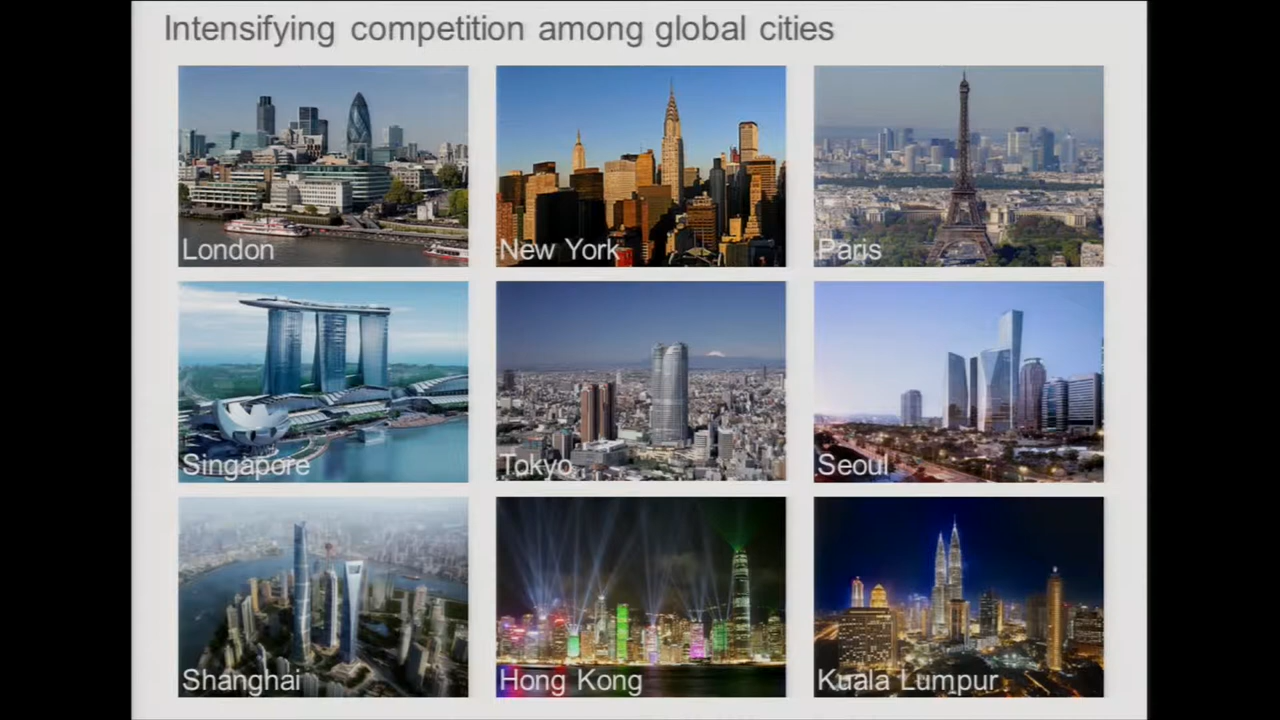 Intensifying competition among global cities
London
New York
Paris
Singapore
Tokyo
Seoul
Shanghai
Hong Kong
Kuala Lumpur